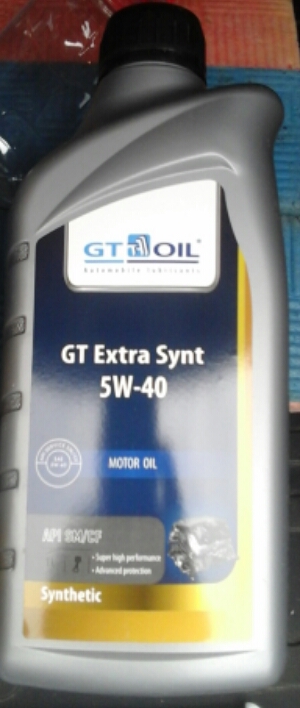 GT OIL®
Automobile lubricants
GT Extra Synt
5W-40
MOTOR OIL
API SM/CF
• Super high performance
• Advanced protection
Synthetic